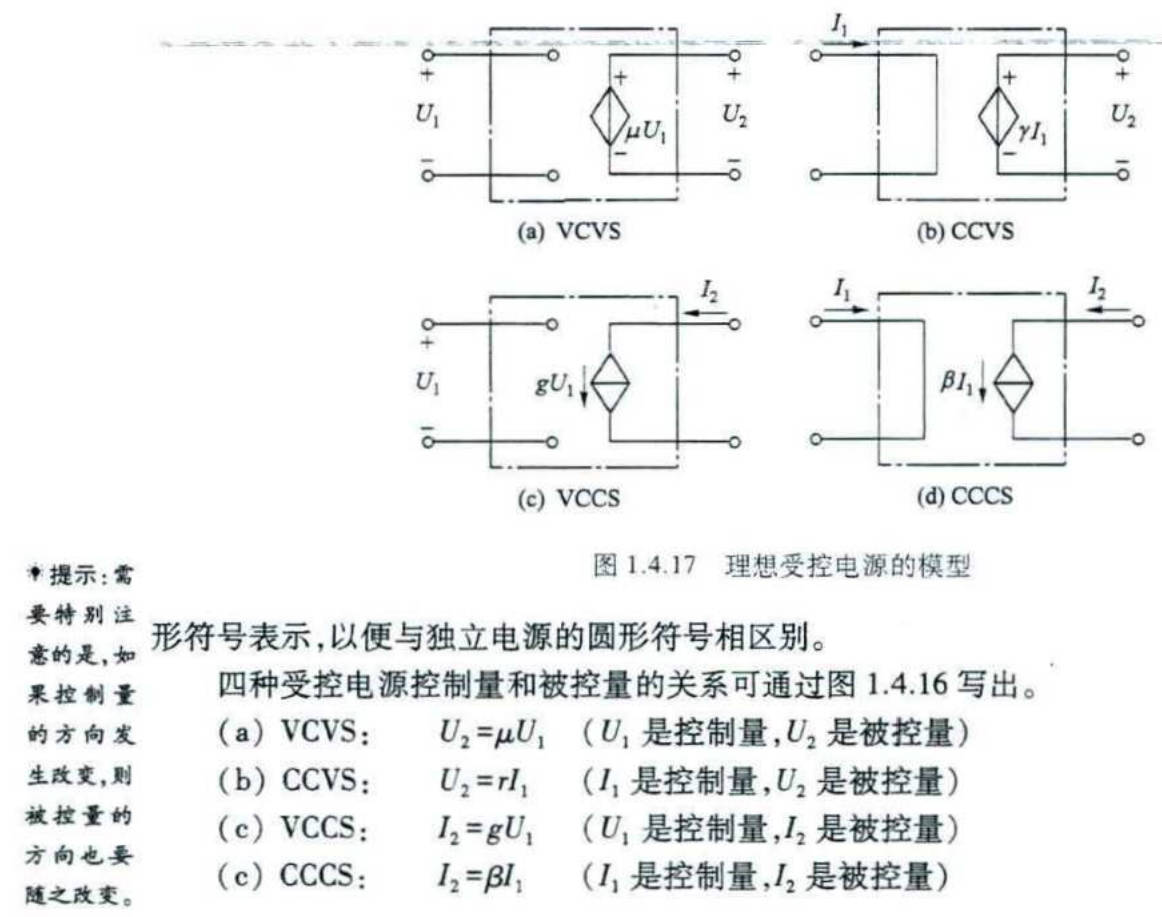 I₁
+
U₁
−
+
μU₁
−
+
U₂
−
+
γI₁
−
+
U₂
−
(a) VCVS
(b) CCVS
+
U₁
−
gU₁
I₂
I₁
βI₁
I₂
(c) VCCS
(d) CCCS
图 1.4.17 理想受控电源的模型
提示:需
要特别注
意的是,如
果控制量
的方向发
生改变,则
被控量的
方向也要
随之改变。
形符号表示,以便与独立电源的圆形符号相区别。
四种受控电源控制量和被控量的关系可通过图 1.4.16 写出。
(a) VCVS: U₂=μU₁ (U₁ 是控制量,U₂ 是被控量)
(b) CCVS: U₂=rI₁ (I₁ 是控制量,U₂ 是被控量)
(c) VCCS: I₂=gU₁ (U₁ 是控制量,I₂ 是被控量)
(c) CCCS: I₂=βI₁ (I₁ 是控制量,I₂ 是被控量)